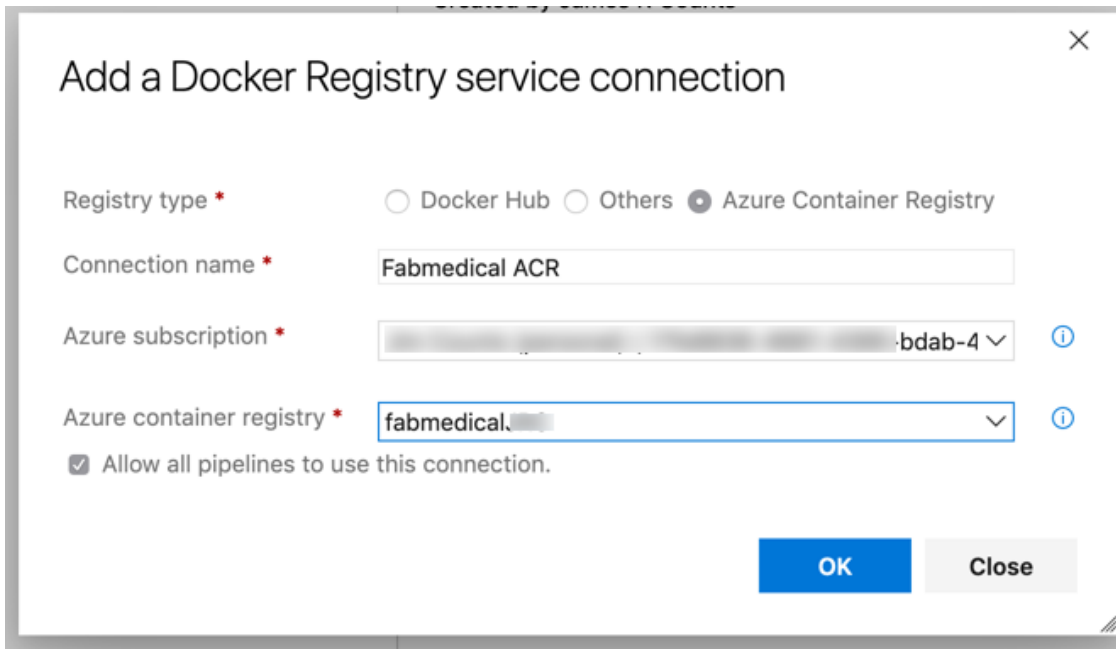 Add a Docker Registry service connection
Registry type * Docker Hub Others Azure Container Registry
Connection name * Fabmedical ACR
Azure subscription * -bdab-4
Azure container registry * fabmedical
Allow all pipelines to use this connection.
OK Close